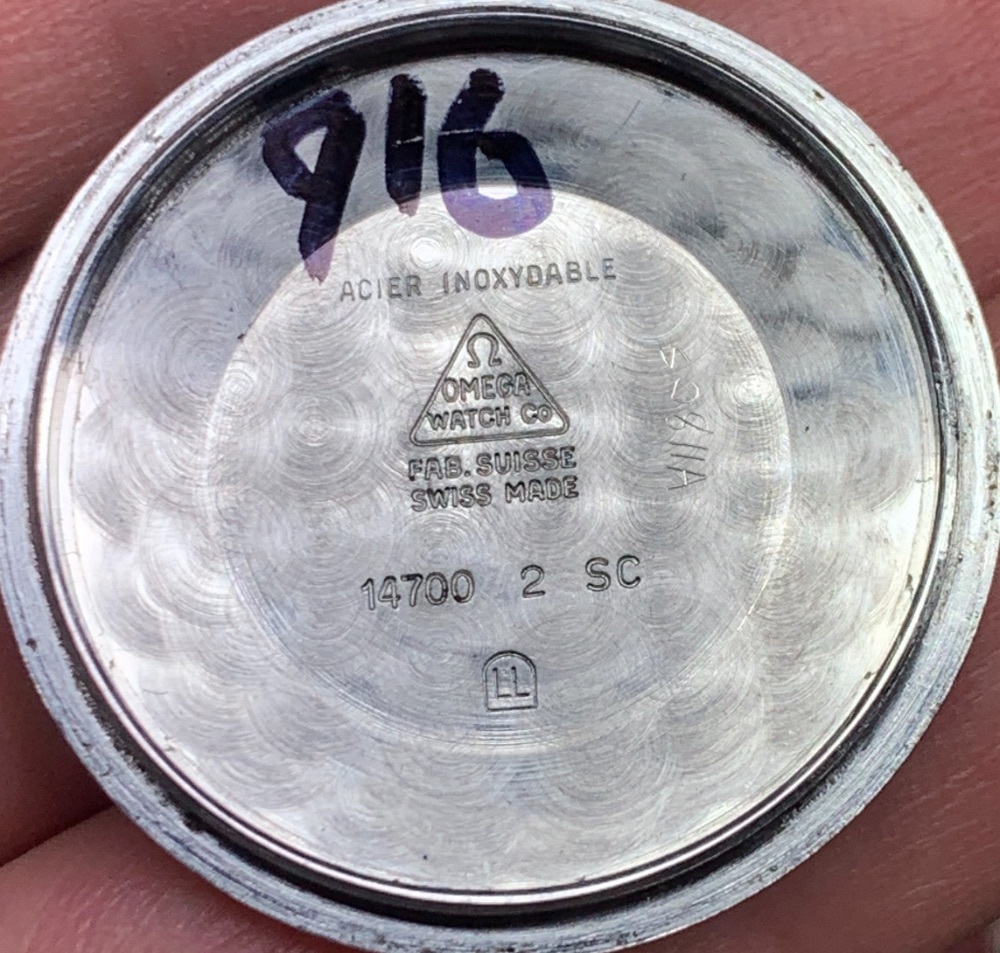 916
ACIER INOXYDABLE
Ω
OMEGA
WATCH Co
FAB. SUISSE
SWISS MADE
14700 2 SC
LL